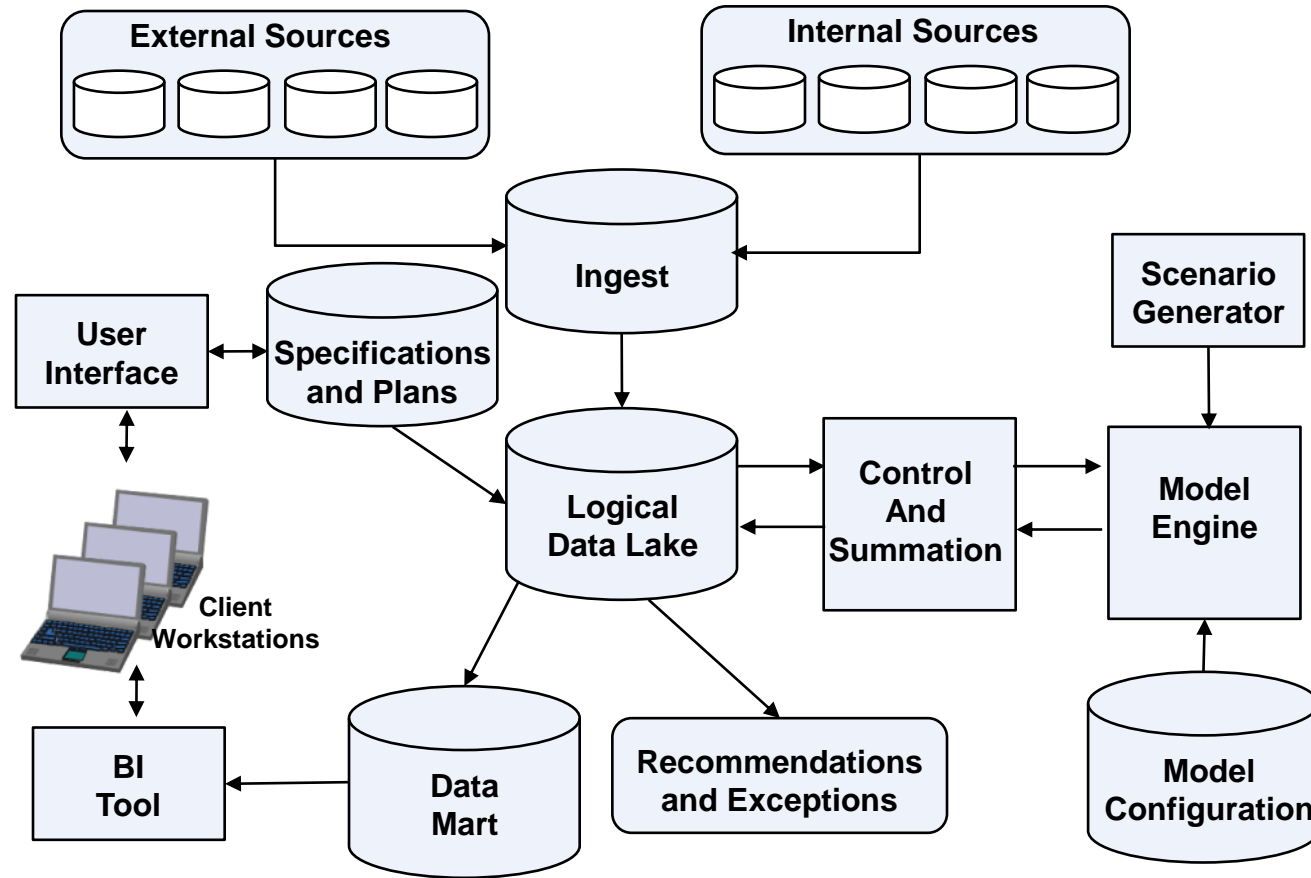 External Sources
Internal Sources
Ingest
Scenario
Generator
User
Interface
Specifications
and Plans
Logical
Data Lake
Control
And
Summation
Model
Engine
Client
Workstations
BI
Tool
Data
Mart
Recommendations
and Exceptions
Model
Configuration